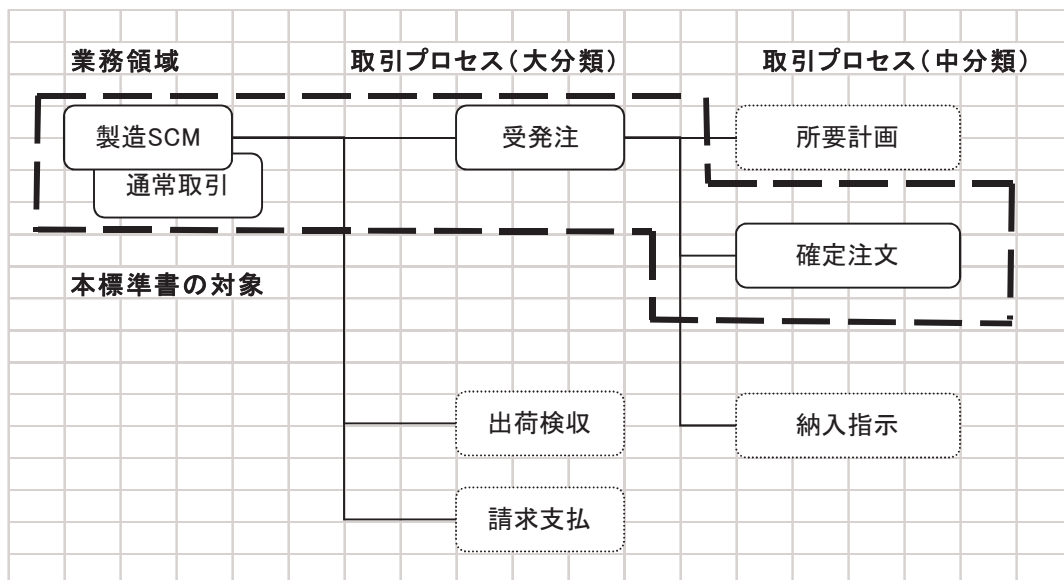 業務領域
取引プロセス（大分類）
取引プロセス（中分類）
製造SCM
通常取引
受発注
所要計画
確定注文
本標準書の対象
出荷検収
納入指示
請求支払